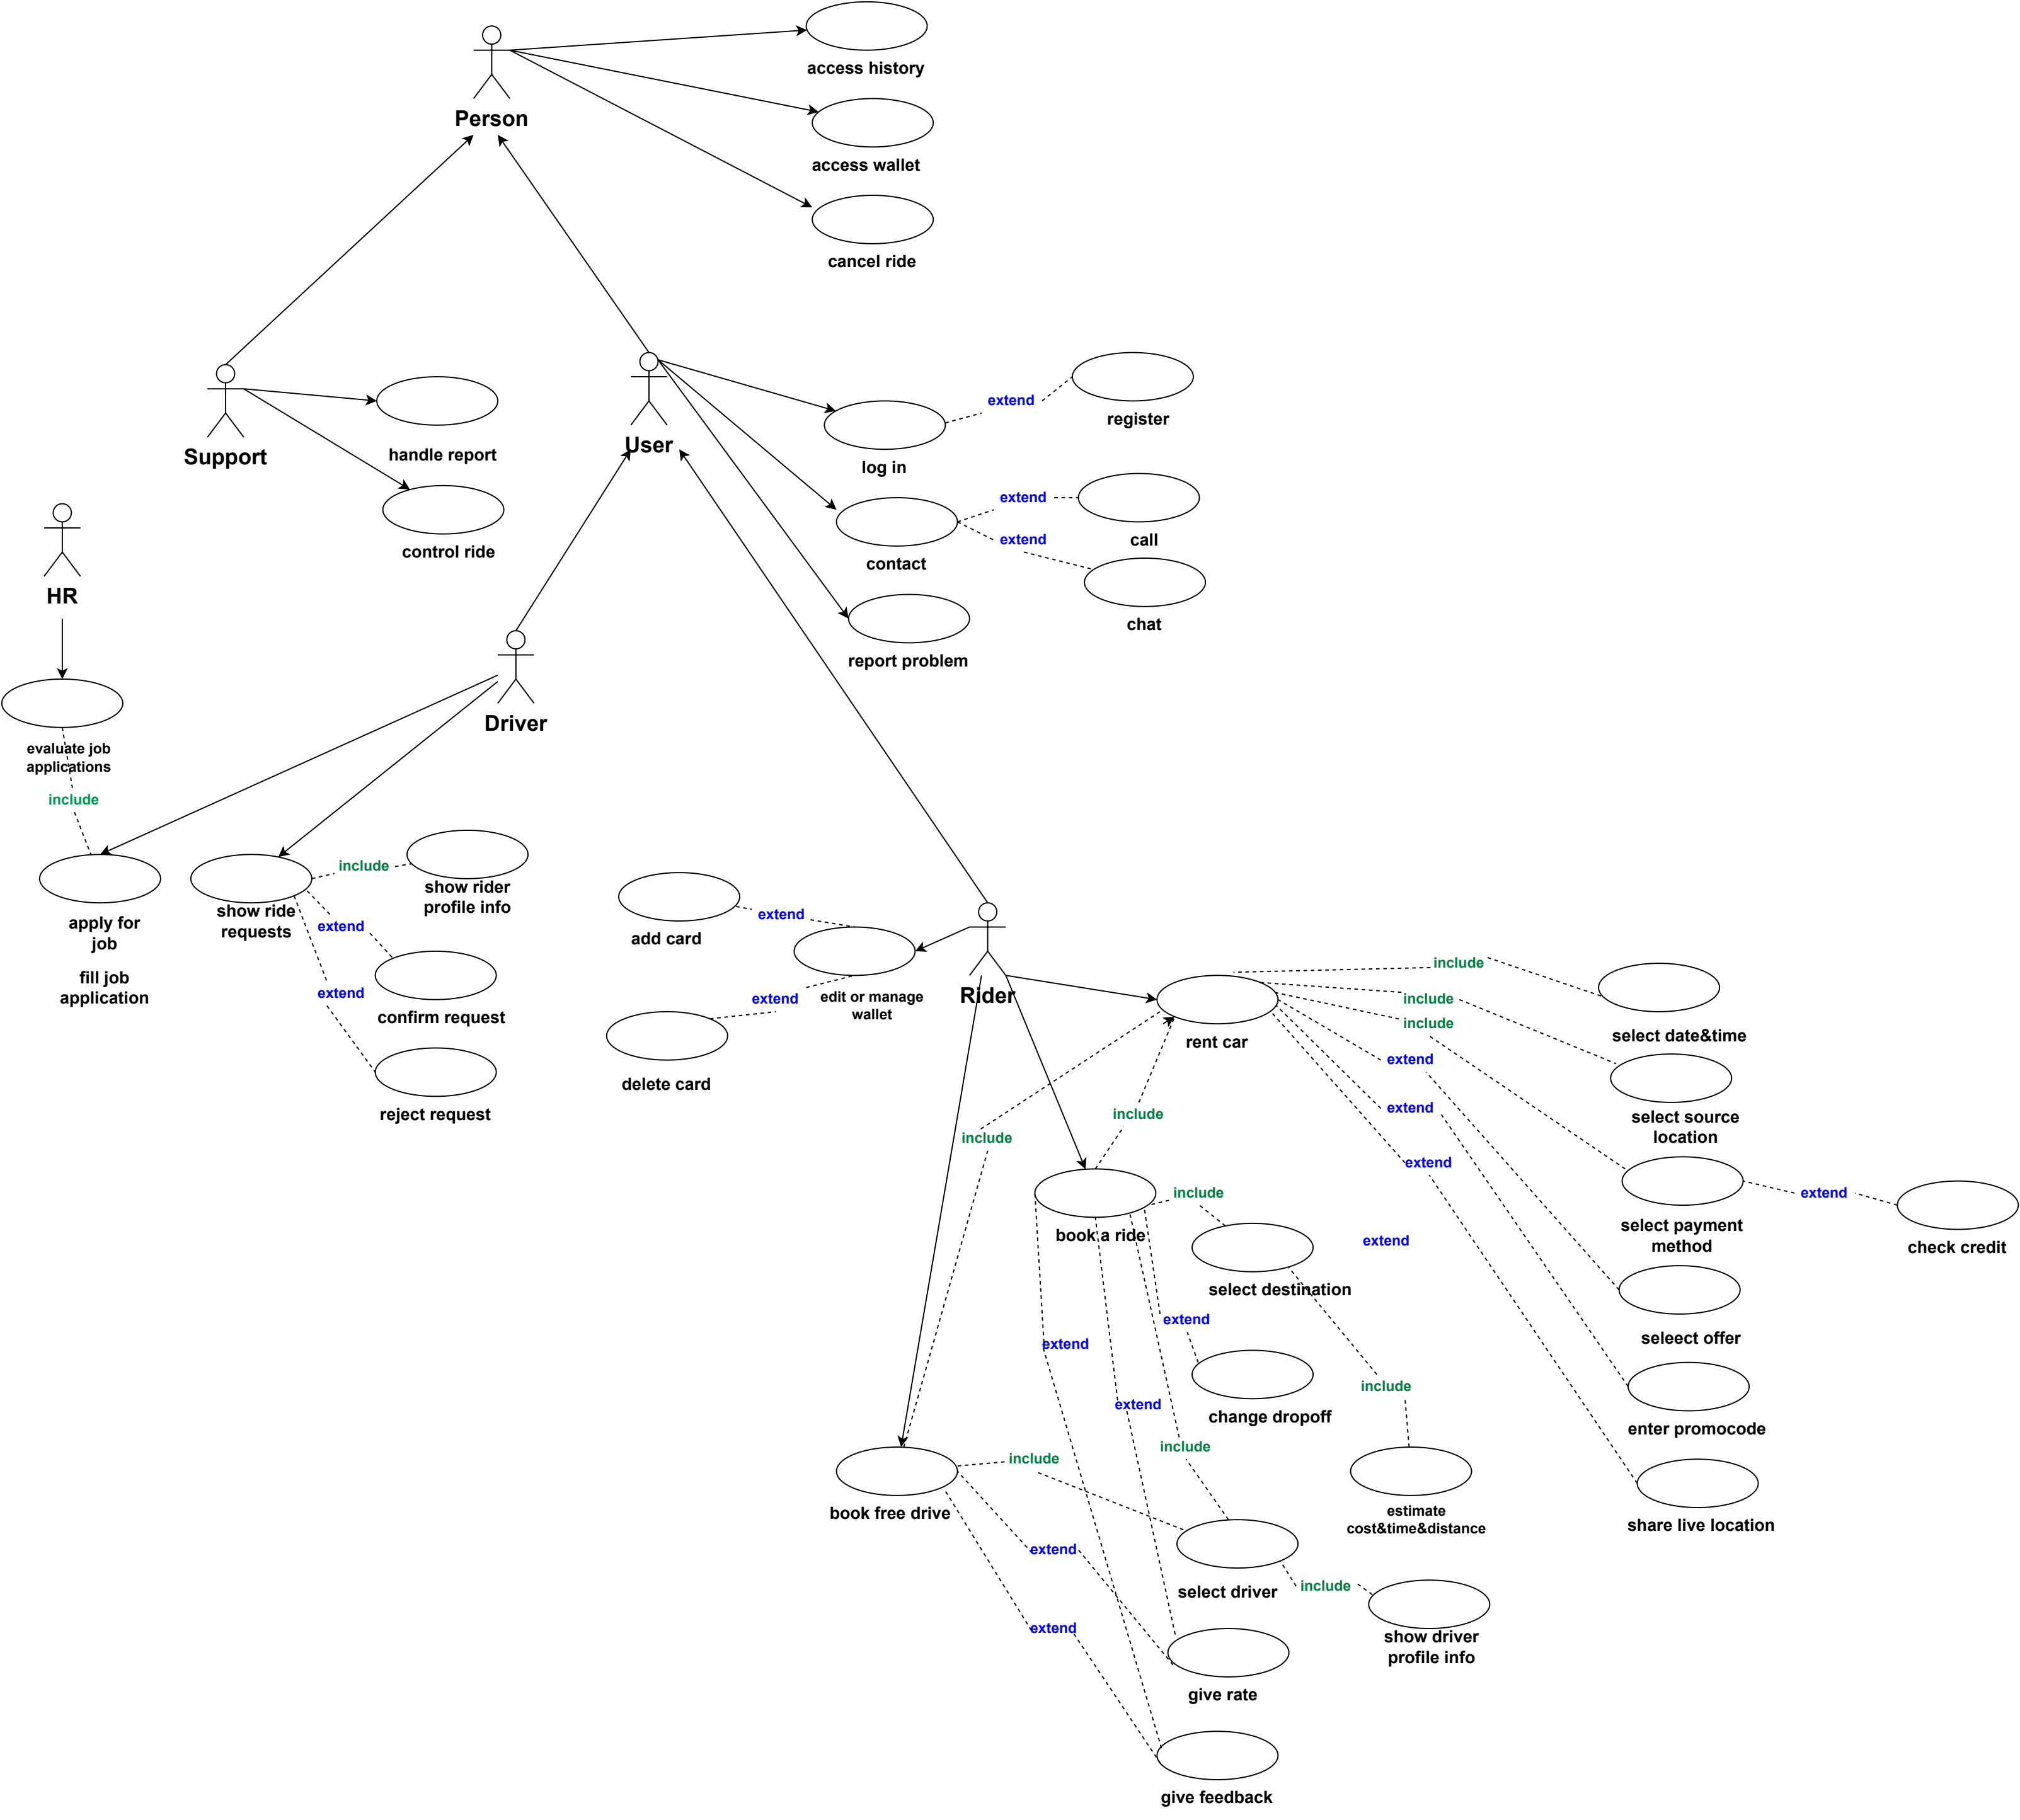 access history
Person
access wallet
cancel ride
extend
register
User
handle report
Support
log in
extend
call
extend
control ride
contact
HR
chat
report problem
Driver
evaluate job
applications
include
include
show rider
profile info
show ride
requests
apply for
job
extend
fill job
application
extend
confirm request
reject request
extend
add card
extend
edit or manage
wallet
delete card
Rider
rent car
include
include
include
select date&time
extend
extend
select source
location
extend
include
include
include
select payment
method
extend
check credit
book a ride
extend
select destination
extend
extend
seleect offer
include
extend
change dropoff
enter promocode
include
include
book free drive
estimate
cost&time&distance
share live location
extend
select driver
include
extend
show driver
profile info
give rate
give feedback